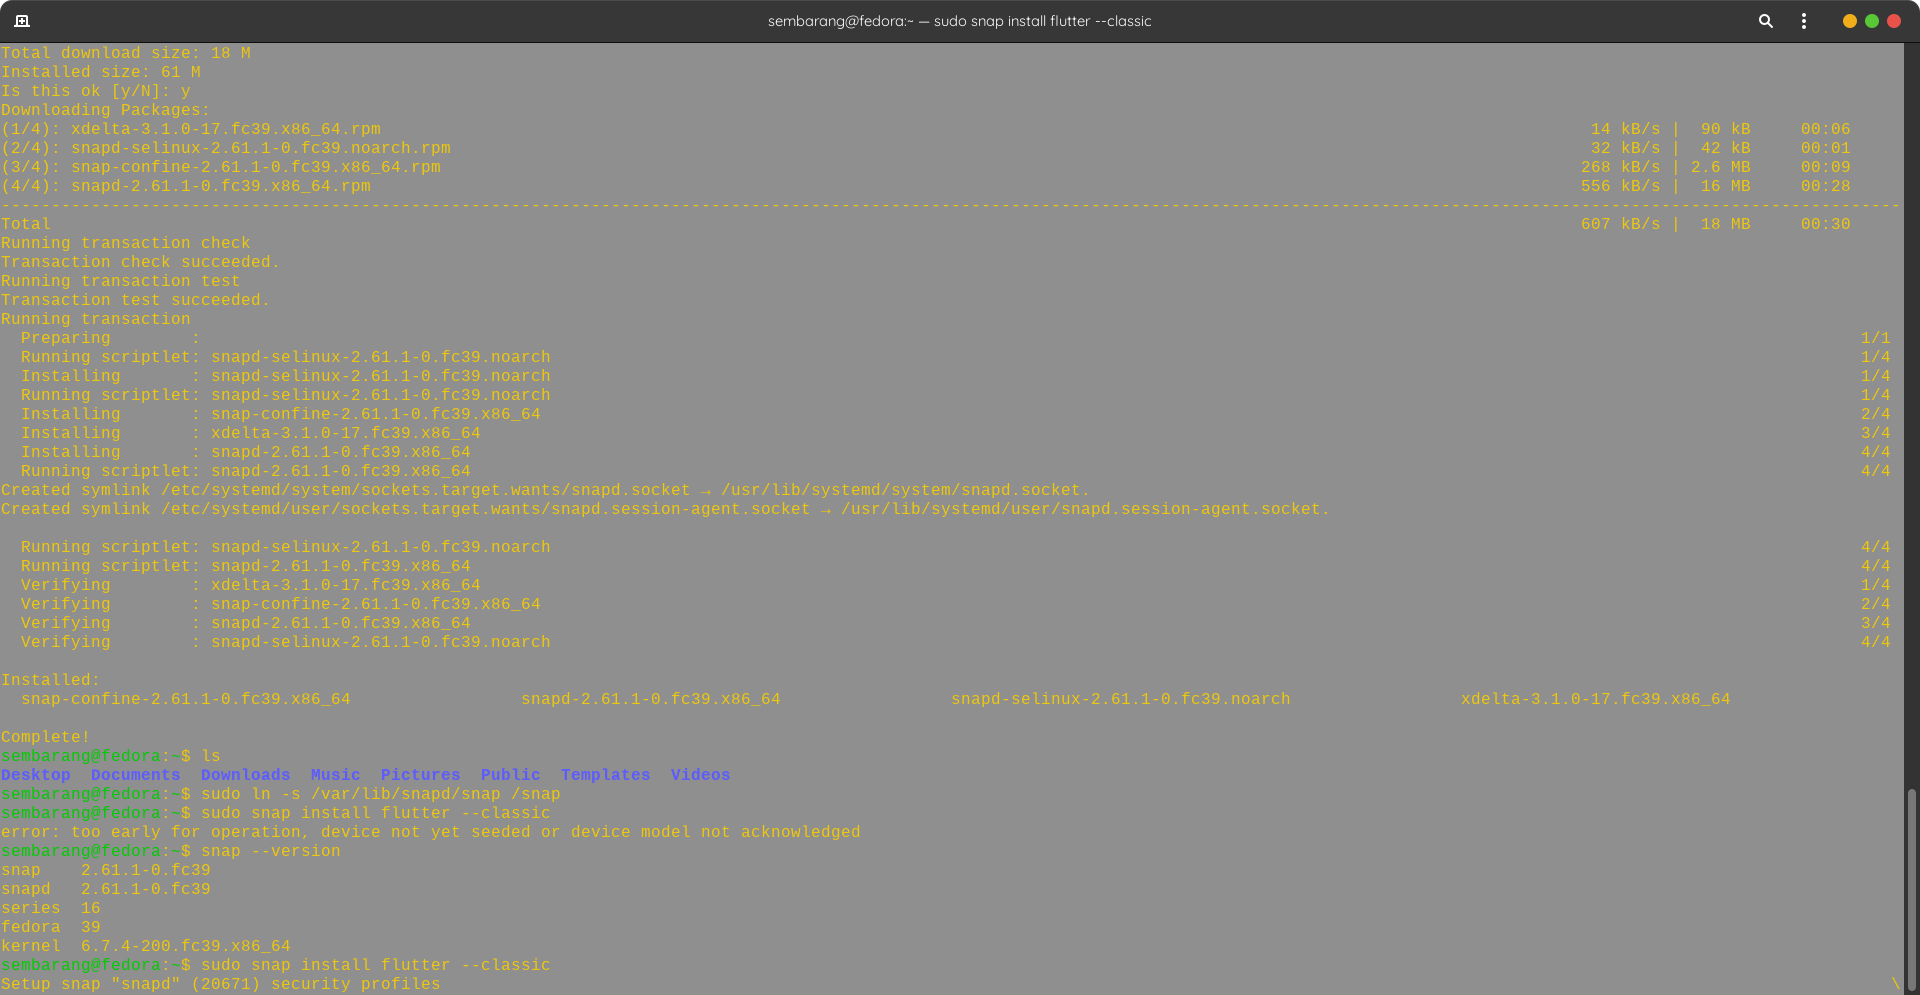 sembarang@fedora:~ — sudo snap install flutter --classic
Total download size: 18 M
Installed size: 61 M
Is this ok [y/N]: y
Downloading Packages:
(1/4): xdelta-3.1.0-17.fc39.x86_64.rpm 14 kB/s | 90 kB 00:06
(2/4): snapd-selinux-2.61.1-0.fc39.noarch.rpm 32 kB/s | 42 kB 00:01
(3/4): snap-confine-2.61.1-0.fc39.x86_64.rpm 268 kB/s | 2.6 MB 00:09
(4/4): snapd-2.61.1-0.fc39.x86_64.rpm 556 kB/s | 16 MB 00:28
--------------------------------------------------------------------------------
Total 607 kB/s | 18 MB 00:30
Running transaction check
Transaction check succeeded.
Running transaction test
Transaction test succeeded.
Running transaction
  Preparing        : 1/1
  Running scriptlet: snapd-selinux-2.61.1-0.fc39.noarch 1/4
  Installing       : snapd-selinux-2.61.1-0.fc39.noarch 1/4
  Running scriptlet: snapd-selinux-2.61.1-0.fc39.noarch 1/4
  Installing       : snap-confine-2.61.1-0.fc39.x86_64 2/4
  Installing       : xdelta-3.1.0-17.fc39.x86_64 3/4
  Installing       : snapd-2.61.1-0.fc39.x86_64 4/4
  Running scriptlet: snapd-2.61.1-0.fc39.x86_64 4/4
Created symlink /etc/systemd/system/sockets.target.wants/snapd.socket → /usr/lib/systemd/system/snapd.socket.
Created symlink /etc/systemd/user/sockets.target.wants/snapd.session-agent.socket → /usr/lib/systemd/user/snapd.session-agent.socket.
  Running scriptlet: snapd-selinux-2.61.1-0.fc39.noarch 4/4
  Running scriptlet: snapd-2.61.1-0.fc39.x86_64 4/4
  Verifying        : xdelta-3.1.0-17.fc39.x86_64 1/4
  Verifying        : snap-confine-2.61.1-0.fc39.x86_64 2/4
  Verifying        : snapd-2.61.1-0.fc39.x86_64 3/4
  Verifying        : snapd-selinux-2.61.1-0.fc39.noarch 4/4
Installed:
  snap-confine-2.61.1-0.fc39.x86_64 snapd-2.61.1-0.fc39.x86_64 snapd-selinux-2.61.1-0.fc39.noarch xdelta-3.1.0-17.fc39.x86_64
Complete!
sembarang@fedora:~$ ls
Desktop  Documents  Downloads  Music  Pictures  Public  Templates  Videos
sembarang@fedora:~$ sudo ln -s /var/lib/snapd/snap /snap
sembarang@fedora:~$ sudo snap install flutter --classic
error: too early for operation, device not yet seeded or device model not acknowledged
sembarang@fedora:~$ snap --version
snap    2.61.1-0.fc39
snapd   2.61.1-0.fc39
series  16
fedora  39
kernel  6.7.4-200.fc39.x86_64
sembarang@fedora:~$ sudo snap install flutter --classic
Setup snap "snapd" (20671) security profiles \